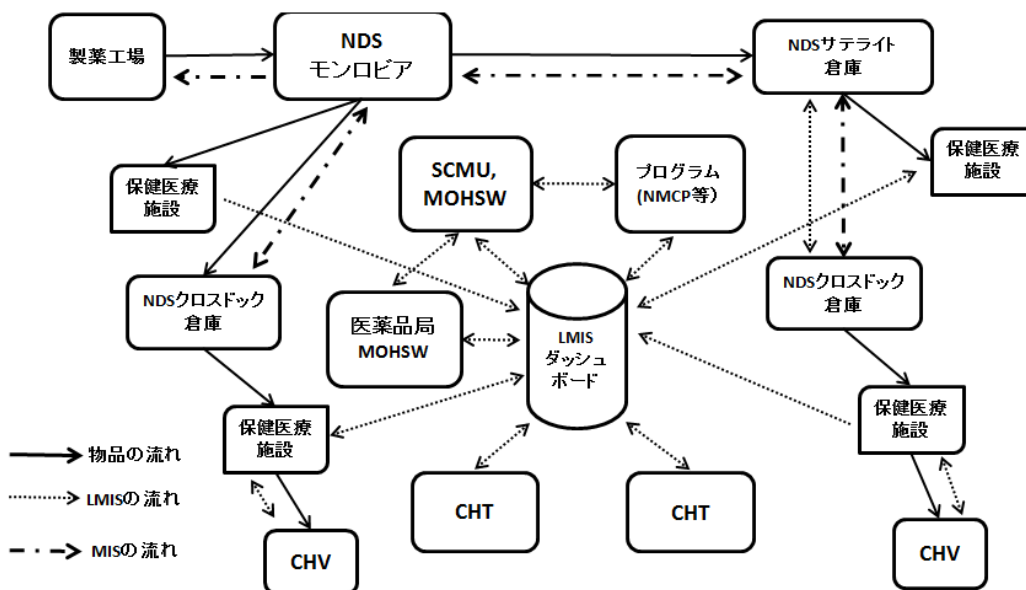 製薬工場
NDS
モンロビア
NDSサテライト
倉庫
保健医療
施設
SCMU,
MOHSW
プログラム
(NMCP等)
保健医療
施設
NDSクロスドック
倉庫
医薬品局
MOHSW
LMIS
ダッシュ
ボード
NDSクロスドック
倉庫
保健医療
施設
保健医療
施設
物品の流れ
LMISの流れ
MISの流れ
CHT
CHT
CHV
CHV